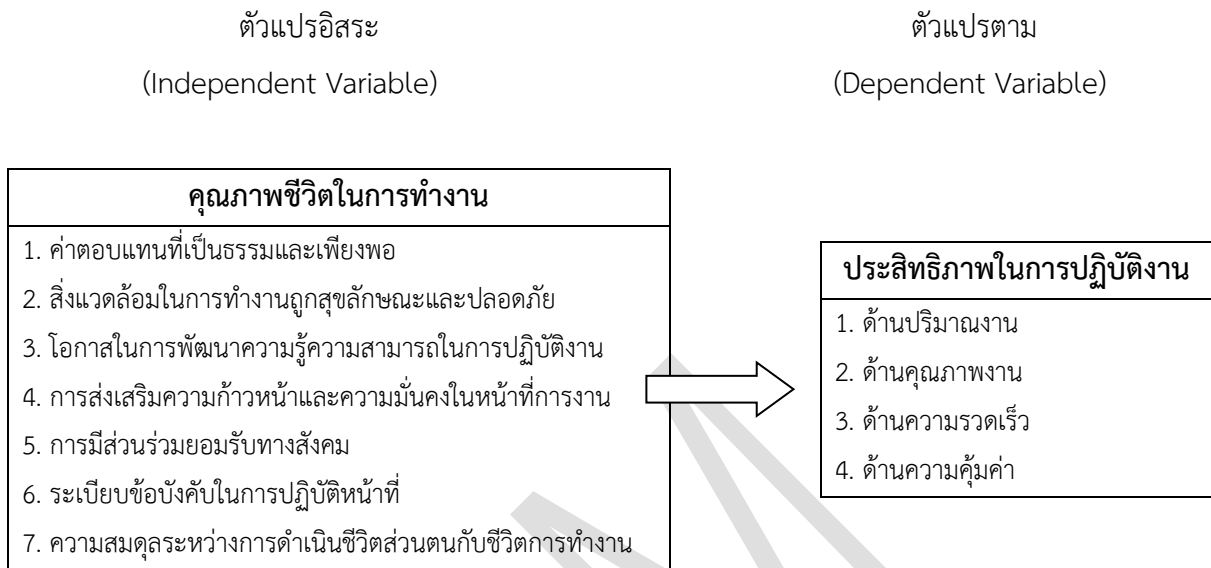 ตัวแปรอิสระ
(Independent Variable)
ตัวแปรตาม
(Dependent Variable)
คุณภาพชีวิตในการทำงาน
1. ค่าตอบแทนที่เป็นธรรมและเพียงพอ
2. สิ่งแวดล้อมในการทำงานถูกสุขลักษณะและปลอดภัย
3. โอกาสในการพัฒนาความรู้ความสามารถในการปฏิบัติงาน
4. การส่งเสริมความก้าวหน้าและความมั่นคงในหน้าที่การงาน
5. การมีส่วนร่วมยอมรับทางสังคม
6. ระเบียบข้อบังคับในการปฏิบัติหน้าที่
7. ความสมดุลระหว่างการดำเนินชีวิตส่วนตนกับชีวิตการทำงาน
ประสิทธิภาพในการปฏิบัติงาน
1. ด้านปริมาณงาน
2. ด้านคุณภาพงาน
3. ด้านความรวดเร็ว
4. ด้านความคุ้มค่า